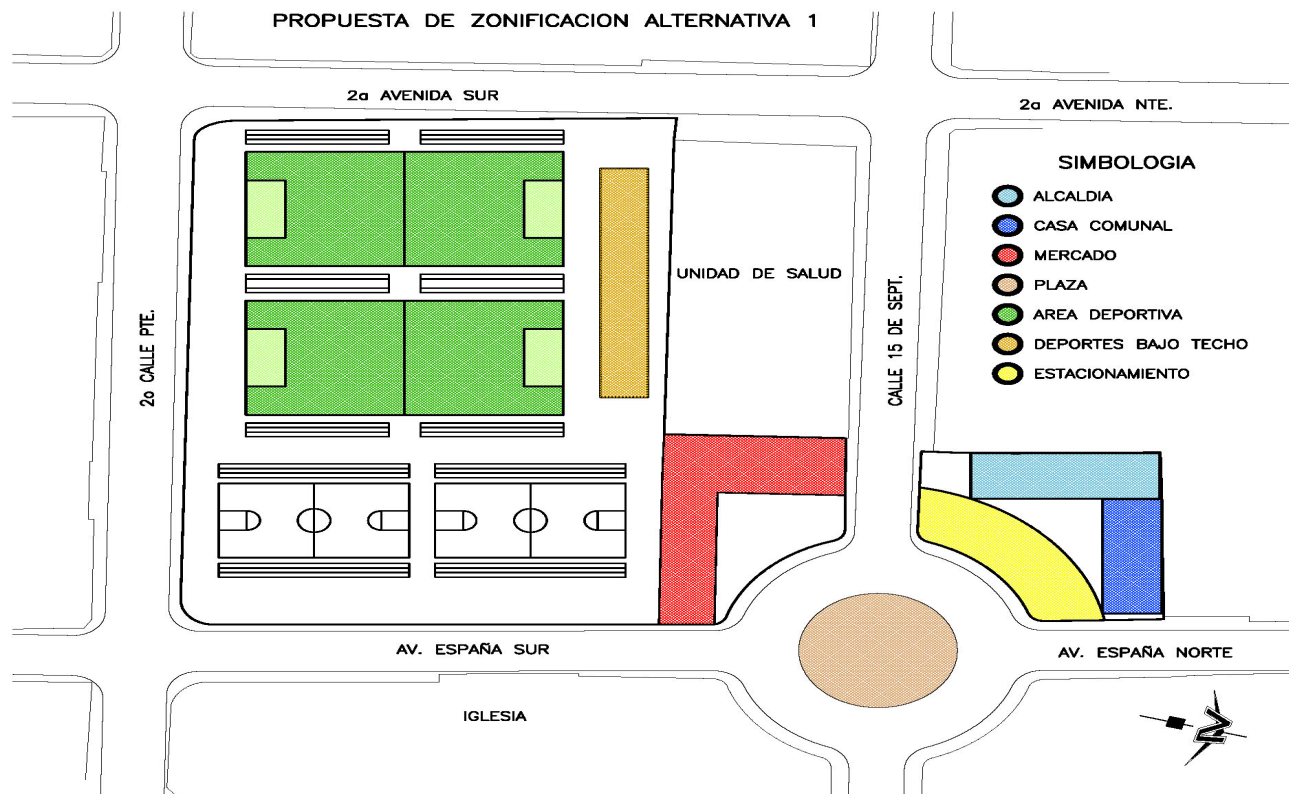 PROPUESTA DE ZONIFICACION ALTERNATIVA 1
2a AVENIDA SUR
2a AVENIDA NTE.
SIMBOLOGIA
ALCALDIA
CASA COMUNAL
MERCADO
PLAZA
AREA DEPORTIVA
DEPORTES BAJO TECHO
ESTACIONAMIENTO
UNIDAD DE SALUD
2o CALLE PTE.
CALLE 15 DE SEPT.
AV. ESPAÑA SUR
AV. ESPAÑA NORTE
IGLESIA
N